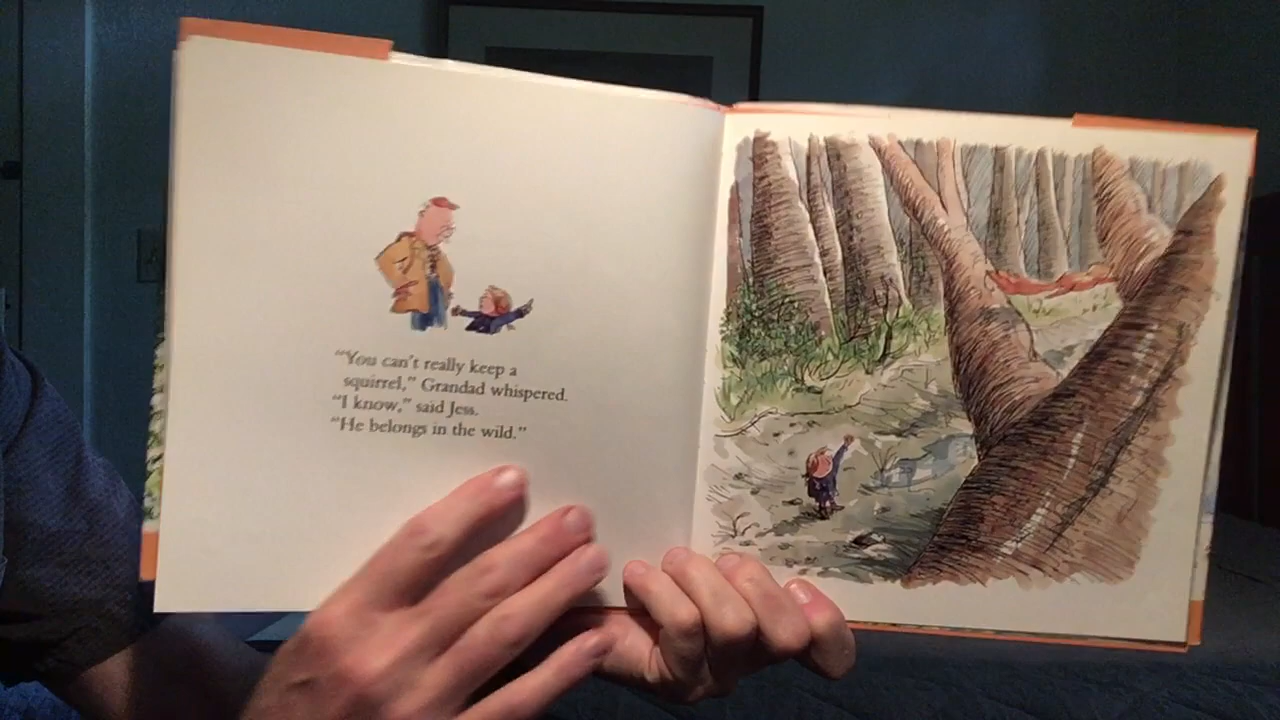 “You can’t really keep a
squirrel,” Grandad whispered.
“I know,” said Jess.
“He belongs in the wild.”